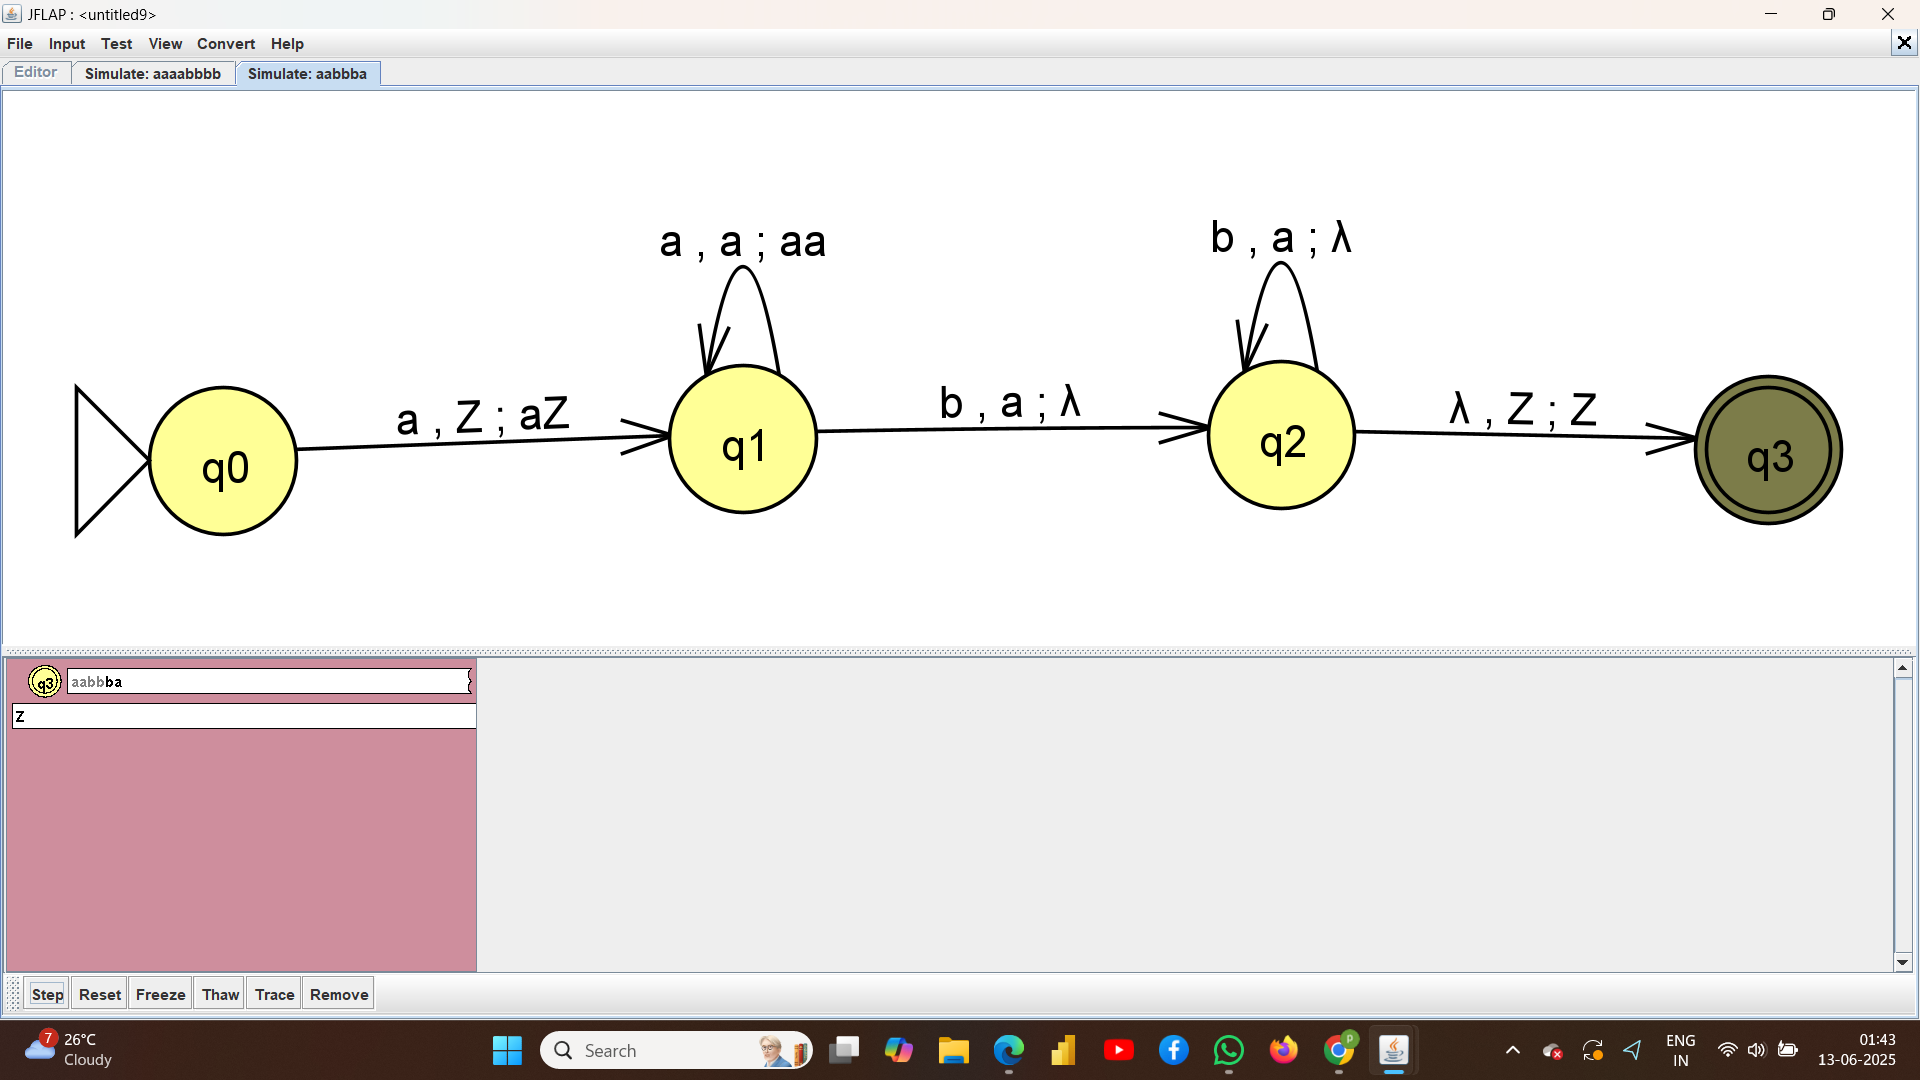 JFLAP : <untitled9>
File Input Test View Convert Help
Editor Simulate: aaaabbbb Simulate: aabbba
a , a ; aa
b , a ; λ
a , Z ; aZ
b , a ; λ
λ , Z ; Z
q0
q1
q2
q3
q3 aabbba
Z
Step Reset Freeze Thaw Trace Remove
7
26°C
Cloudy
Search
P
ENG
IN
01:43
13-06-2025